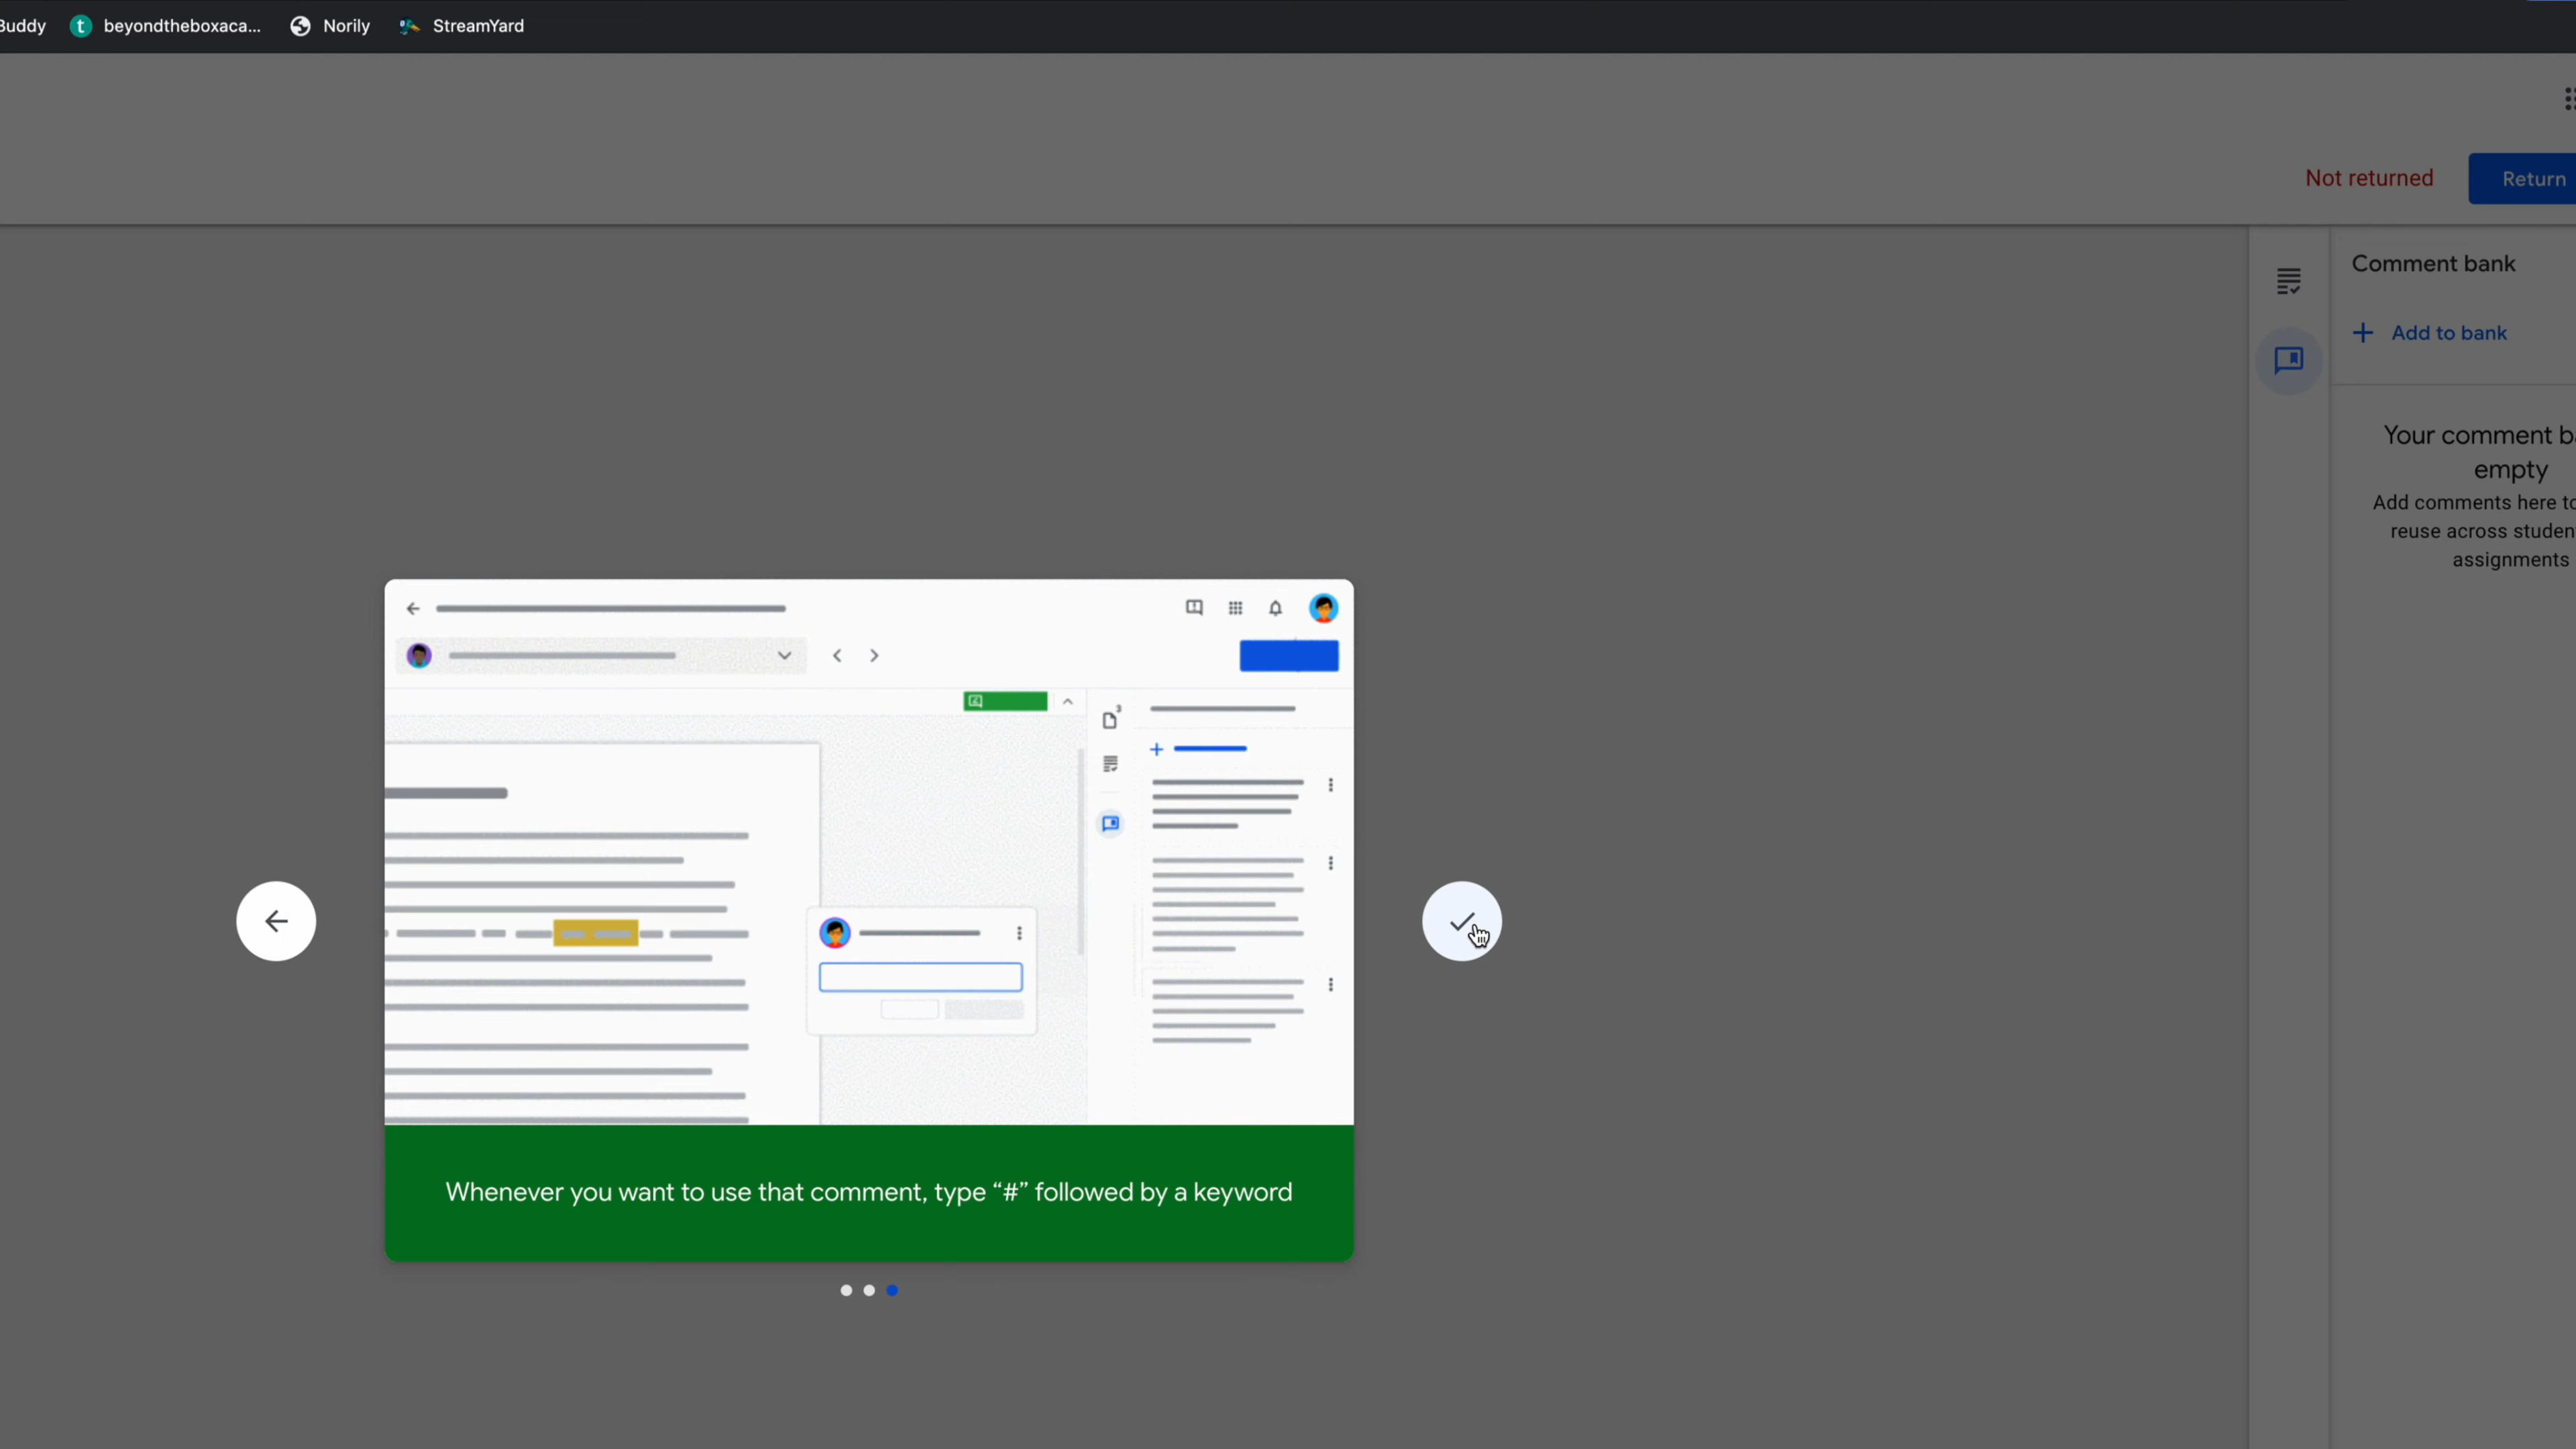 Buddy
t beyondtheboxaca...
Norily
StreamYard
Not returned
Return
Comment bank
+ Add to bank
Your comment
empty
Add comments here
reuse across
assignments
3
Whenever you want to use that comment, type “#” followed by a keyword